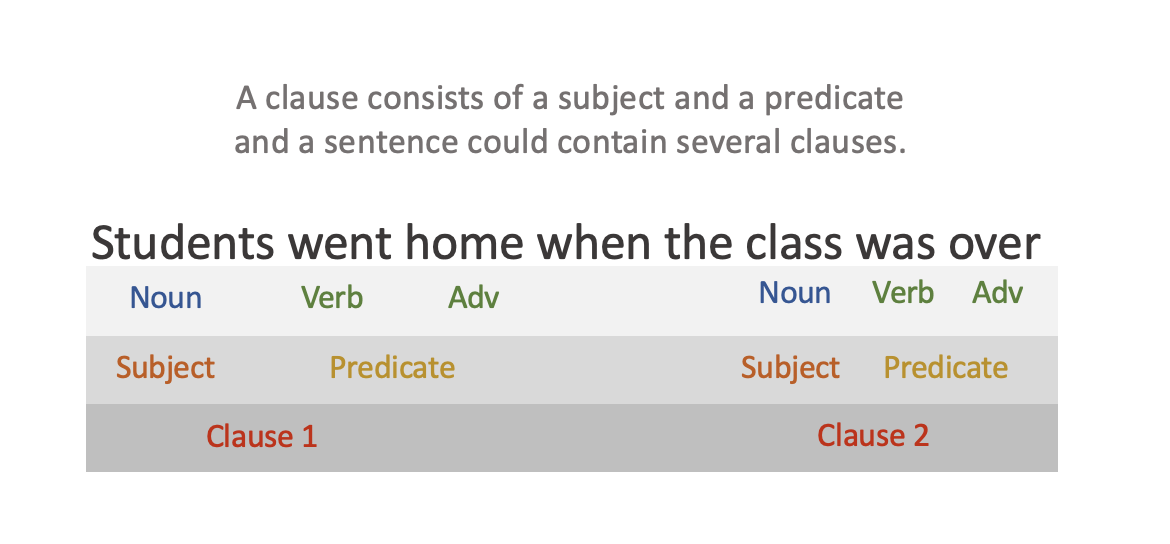 A clause consists of a subject and a predicate
and a sentence could contain several clauses.
Students went home when the class was over
Noun Verb Adv Noun Verb Adv
Subject Predicate Subject Predicate
Clause 1 Clause 2